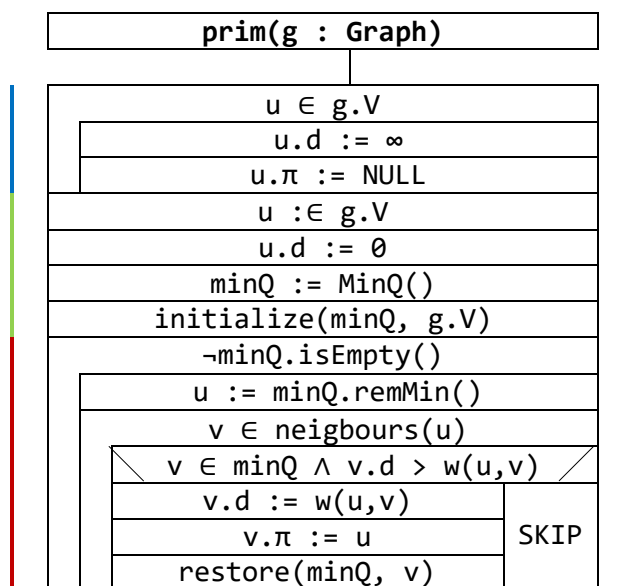 prim(g : Graph)
u ∈ g.V
u.d := ∞
u.π := NULL
u :∈ g.V
u.d := 0
minQ := MinQ()
initialize(minQ, g.V)
¬minQ.isEmpty()
u := minQ.remMin()
v ∈ neigbours(u)
v ∈ minQ ∧ v.d > w(u,v)
v.d := w(u,v)
v.π := u
SKIP
restore(minQ, v)